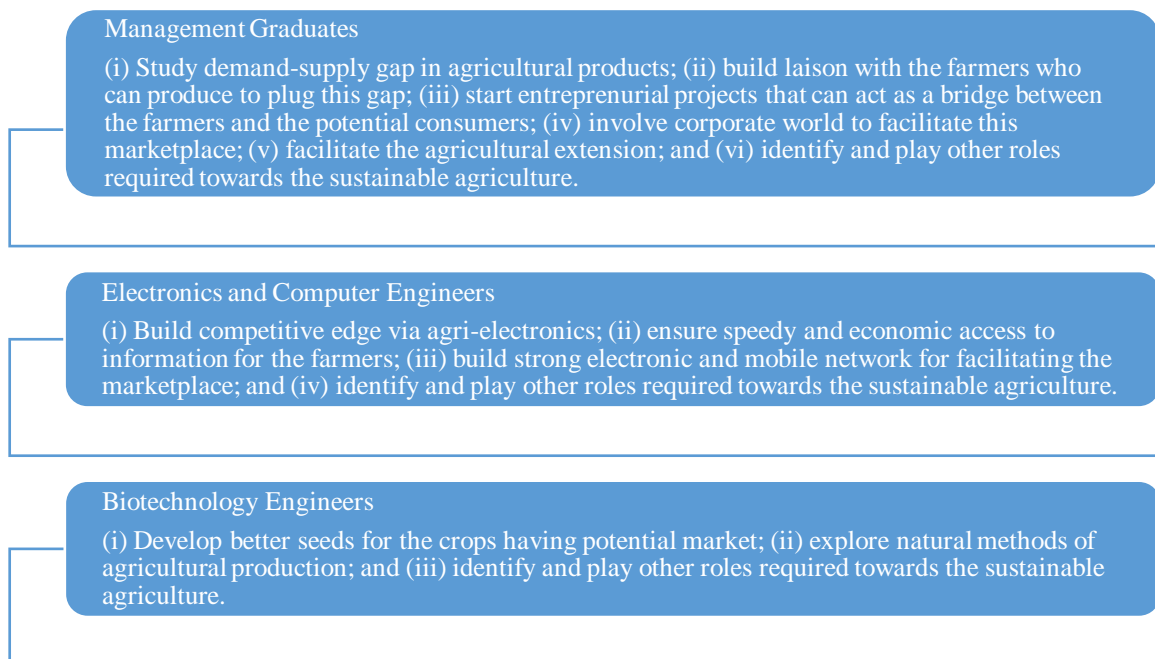 Management Graduates
(i) Study demand-supply gap in agricultural products; (ii) build laison with the farmers who
can produce to plug this gap; (iii) start entreprenurial projects that can act as a bridge between
the farmers and the potential consumers; (iv) involve corporate world to facilitate this
marketplace; (v) facilitate the agricultural extension; and (vi) identify and play other roles
required towards the sustainable agriculture.
Electronics and Computer Engineers
(i) Build competitive edge via agri-electronics; (ii) ensure speedy and economic access to
information for the farmers; (iii) build strong electronic and mobile network for facilitating the
marketplace; and (iv) identify and play other roles required towards the sustainable agriculture.
Biotechnology Engineers
(i) Develop better seeds for the crops having potential market; (ii) explore natural methods of
agricultural production; and (iii) identify and play other roles required towards the sustainable
agriculture.